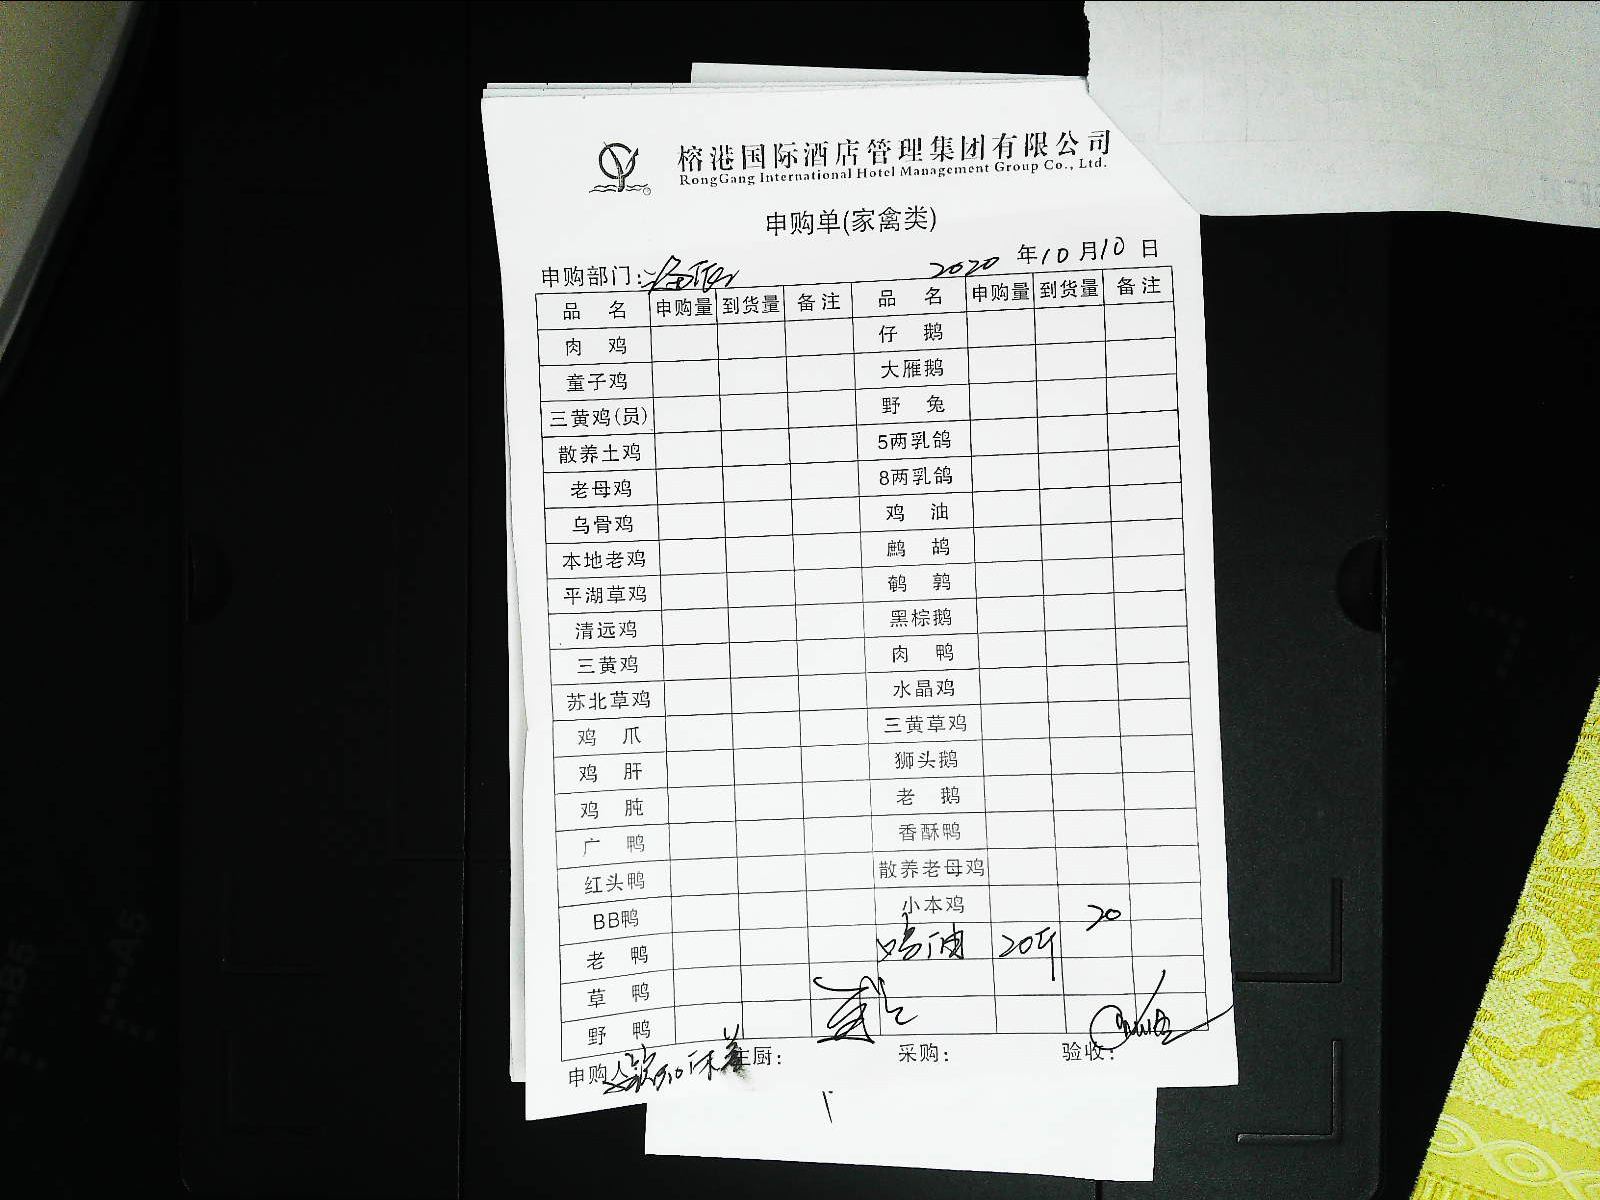 榕港国际酒店管理集团有限公司
RongGang International Hotel Management Group Co., Ltd.
申购单(家禽类)
申购部门: 2020 年 10 月 10 日
品 名 申购量 到货量 备注 品 名 申购量 到货量 备注
肉 鸡 仔 鹅
童子鸡 大雁鹅
三黄鸡(员) 野 兔
散养土鸡 5两乳鸽
老母鸡 8两乳鸽
乌骨鸡 鸡 油
本地老鸡 鹧 鸪
平湖草鸡 鹌 鹑
清远鸡 黑棕鹅
三黄鸡 肉 鸭
苏北草鸡 水晶鸡
鸡 爪 三黄草鸡
鸡 肝 狮头鹅
鸡 肫 老 鹅
广 鸭 香酥鸭
红头鸭 散养老母鸡
BB鸭 小本鸡
老 鸭 鸡油 20斤 20
草 鸭
野 鸭
申购人 主厨: 采购: 验收: